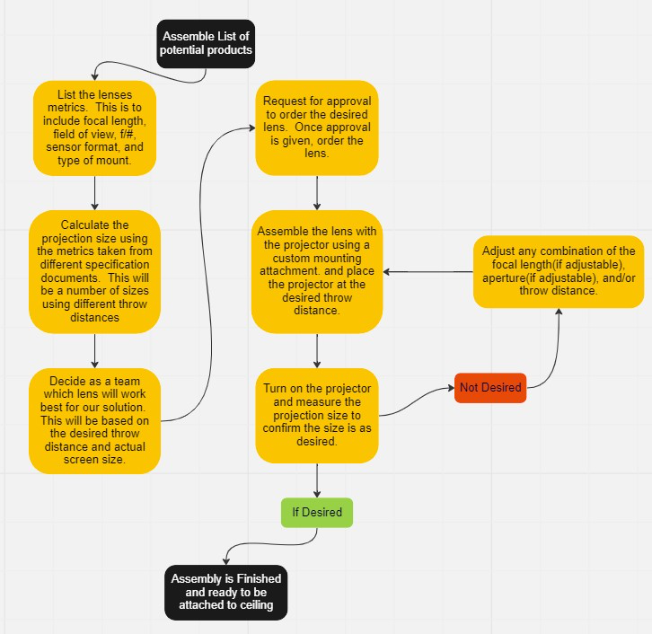 Assemble List of
potential products
List the lenses
metrics. This is to
include focal length,
field of view, f/#,
sensor format, and
type of mount.
Calculate the
projection size using
the metrics taken from
different specification
documents. This will
be a number of sizes
using different throw
distances
Decide as a team
which lens will work
best for our solution.
This will be based on
the desired throw
distance and actual
screen size.
Request for approval
to order the desired
lens. Once approval
is given, order the
lens.
Assemble the lens with
the projector using a
custom mounting
attachment. and place
the projector at the
desired throw
distance.
Turn on the projector
and measure the
projection size to
confirm the size is as
desired.
Not Desired
Adjust any combination of the
focal length(if adjustable),
aperture(if adjustable), and/or
throw distance.
If Desired
Assembly is Finished
and ready to be
attached to ceiling